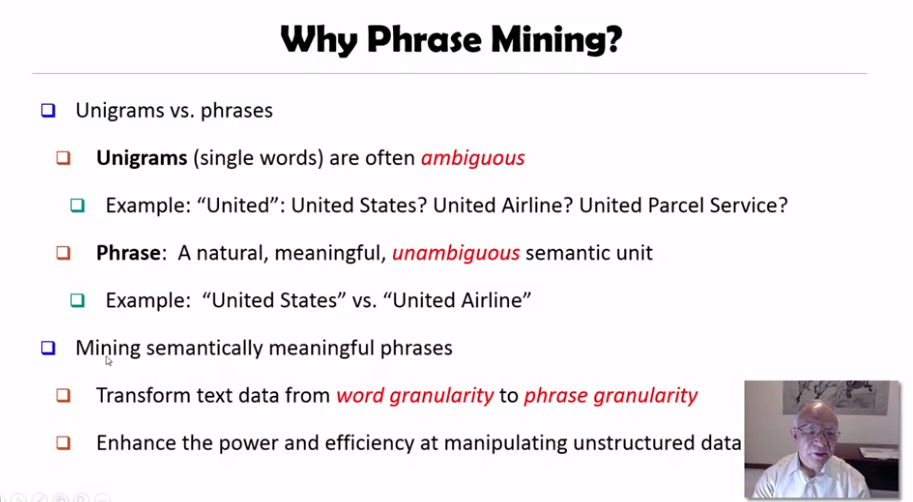 Why Phrase Mining?
Unigrams vs. phrases
Unigrams (single words) are often ambiguous
Example: “United”: United States? United Airline? United Parcel Service?
Phrase: A natural, meaningful, unambiguous semantic unit
Example: “United States” vs. “United Airline”
Mining semantically meaningful phrases
Transform text data from word granularity to phrase granularity
Enhance the power and efficiency at manipulating unstructured data